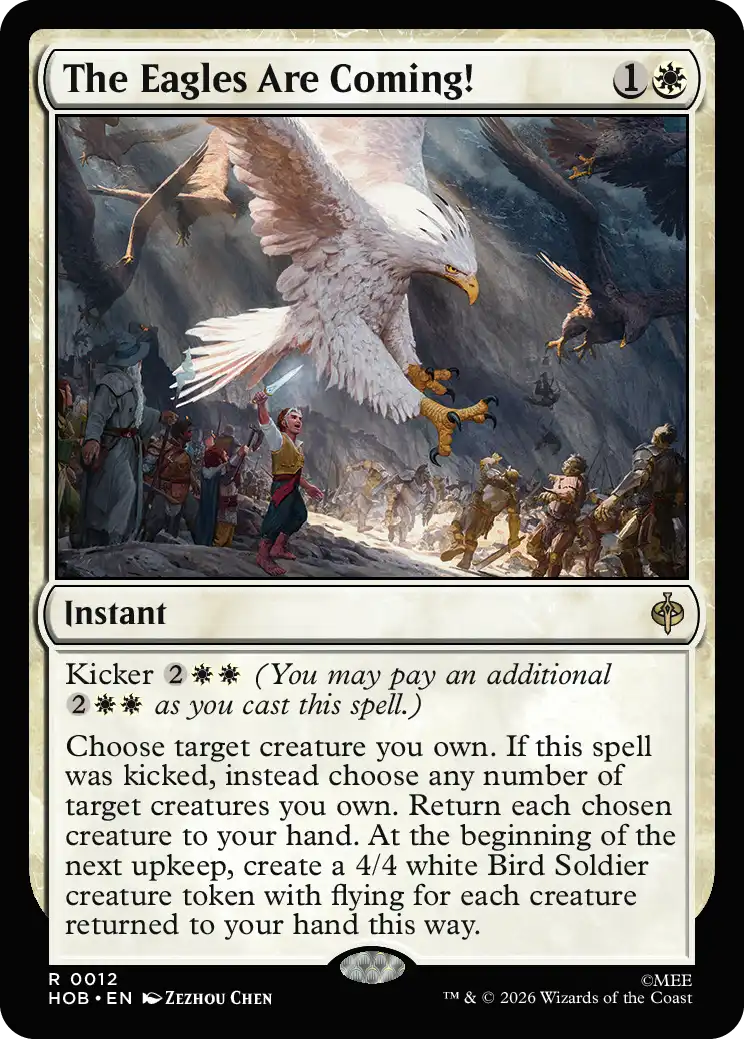 The Eagles Are Coming! 1
Instant
Kicker 2 (You may pay an additional
2 as you cast this spell.)
Choose target creature you own. If this spell
was kicked, instead choose any number of
target creatures you own. Return each chosen
creature to your hand. At the beginning of the
next upkeep, create a 4/4 white Bird Soldier
creature token with flying for each creature
returned to your hand this way.
R 0012
HOB • EN Zezhou Chen
©MEE
™ & © 2026 Wizards of the Coast